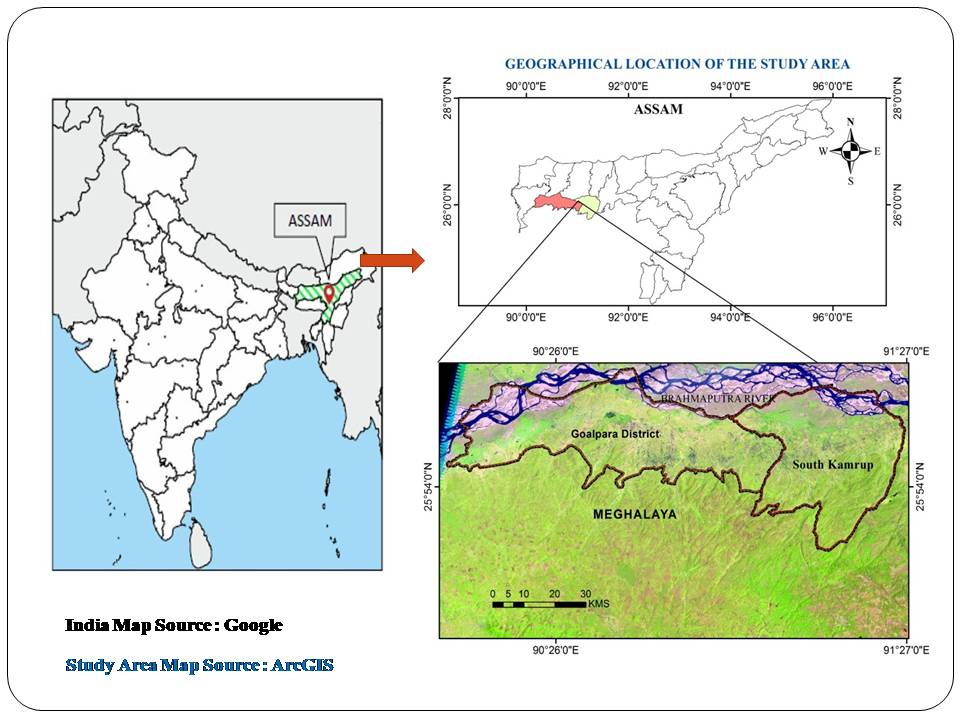 GEOGRAPHICAL LOCATION OF THE STUDY AREA
90°0'0"E 92°0'0"E 94°0'0"E 96°0'0"E
28°0'0"N 28°0'0"N
ASSAM
N
W E
S
26°0'0"N 26°0'0"N
ASSAM
90°0'0"E 92°0'0"E 94°0'0"E 96°0'0"E
90°26'0"E 91°27'0"E
BRAHMAPUTRA RIVER
Goalpara District
South Kamrup
25°54'0"N 25°54'0"N
MEGHALAYA
0 5 10 20 30
KMS
90°26'0"E 91°27'0"E
India Map Source : Google
Study Area Map Source : ArcGIS